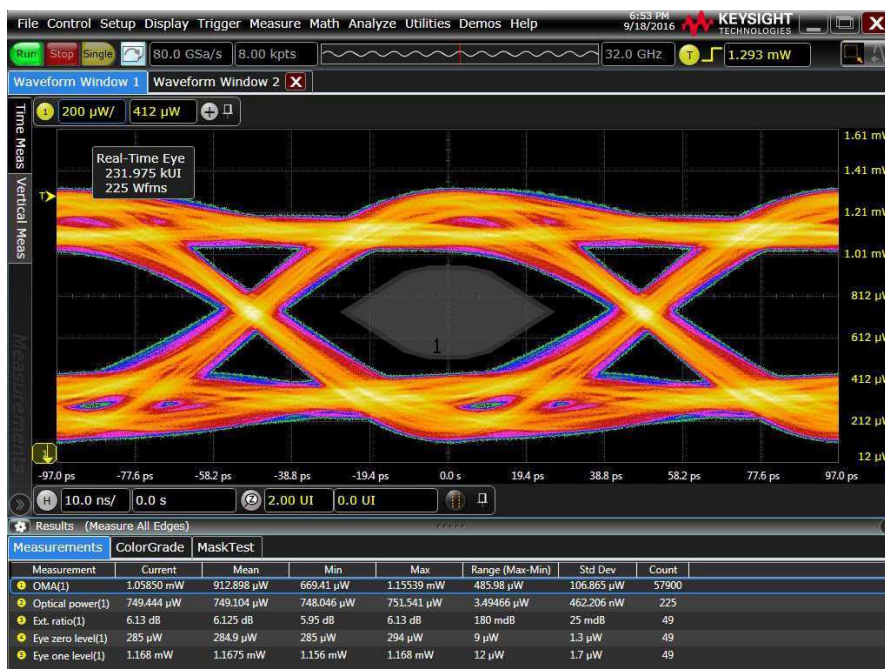 File Control Setup Display Trigger Measure Math Analyze Utilities Demos Help
6:53 PM
9/18/2016
KEYSIGHT
TECHNOLOGIES
Run Stop Single 80.0 GSa/s 8.00 kpts 32.0 GHz T 1.293 mW
Waveform Window 1 Waveform Window 2 X
Time Meas
Vertical Meas
Measurements
1 200 µW/ 412 µW +
Real-Time Eye
231.975 kUI
225 Wfms
T
1.61 mW
1.41 mW
1.21 mW
1.01 mW
812 µW
612 µW
412 µW
212 µW
12 µW
1
-97.0 ps -77.6 ps -58.2 ps -38.8 ps -19.4 ps 0.0 s 19.4 ps 38.8 ps 58.2 ps 77.6 ps 97.0 ps
H 10.0 ns/ 0.0 s 2.00 UI 0.0 UI
Results (Measure All Edges)
Measurements ColorGrade MaskTest
Measurement Current Mean Min Max Range (Max-Min) Std Dev Count
1 OMA(1) 1.05850 mW 912.898 µW 669.41 µW 1.15539 mW 485.98 µW 106.865 µW 57900
2 Optical power(1) 749.444 µW 749.104 µW 748.046 µW 751.541 µW 3.49466 µW 462.206 nW 225
3 Ext. ratio(1) 6.13 dB 6.125 dB 5.95 dB 6.13 dB 180 mdB 25 mdB 49
4 Eye zero level(1) 285 µW 284.9 µW 285 µW 294 µW 9 µW 1.3 µW 49
5 Eye one level(1) 1.168 mW 1.1675 mW 1.156 mW 1.168 mW 12 µW 1.7 µW 49